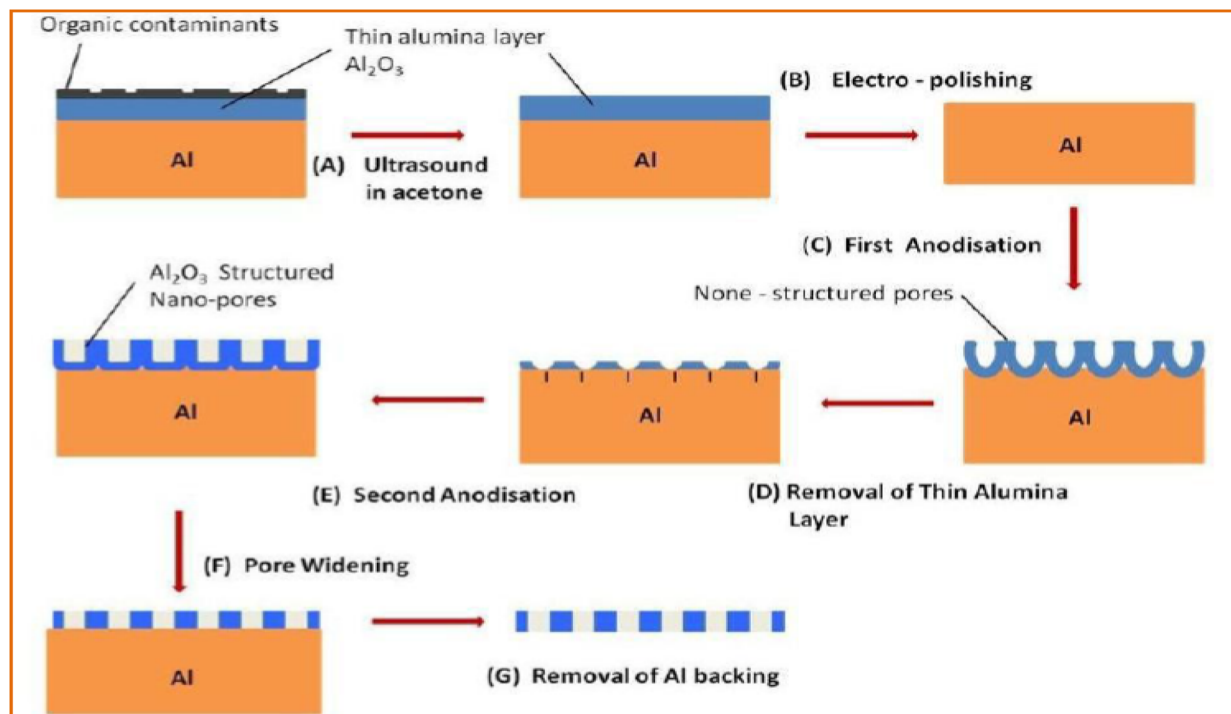 Organic contaminants
Thin alumina layer
Al₂O₃
(B) Electro - polishing
Al
(A) Ultrasound
in acetone
Al
Al
(C) First Anodisation
Al₂O₃ Structured
Nano-pores
None - structured pores
Al
Al
Al
(E) Second Anodisation
(D) Removal of Thin Alumina
Layer
(F) Pore Widening
Al
(G) Removal of Al backing